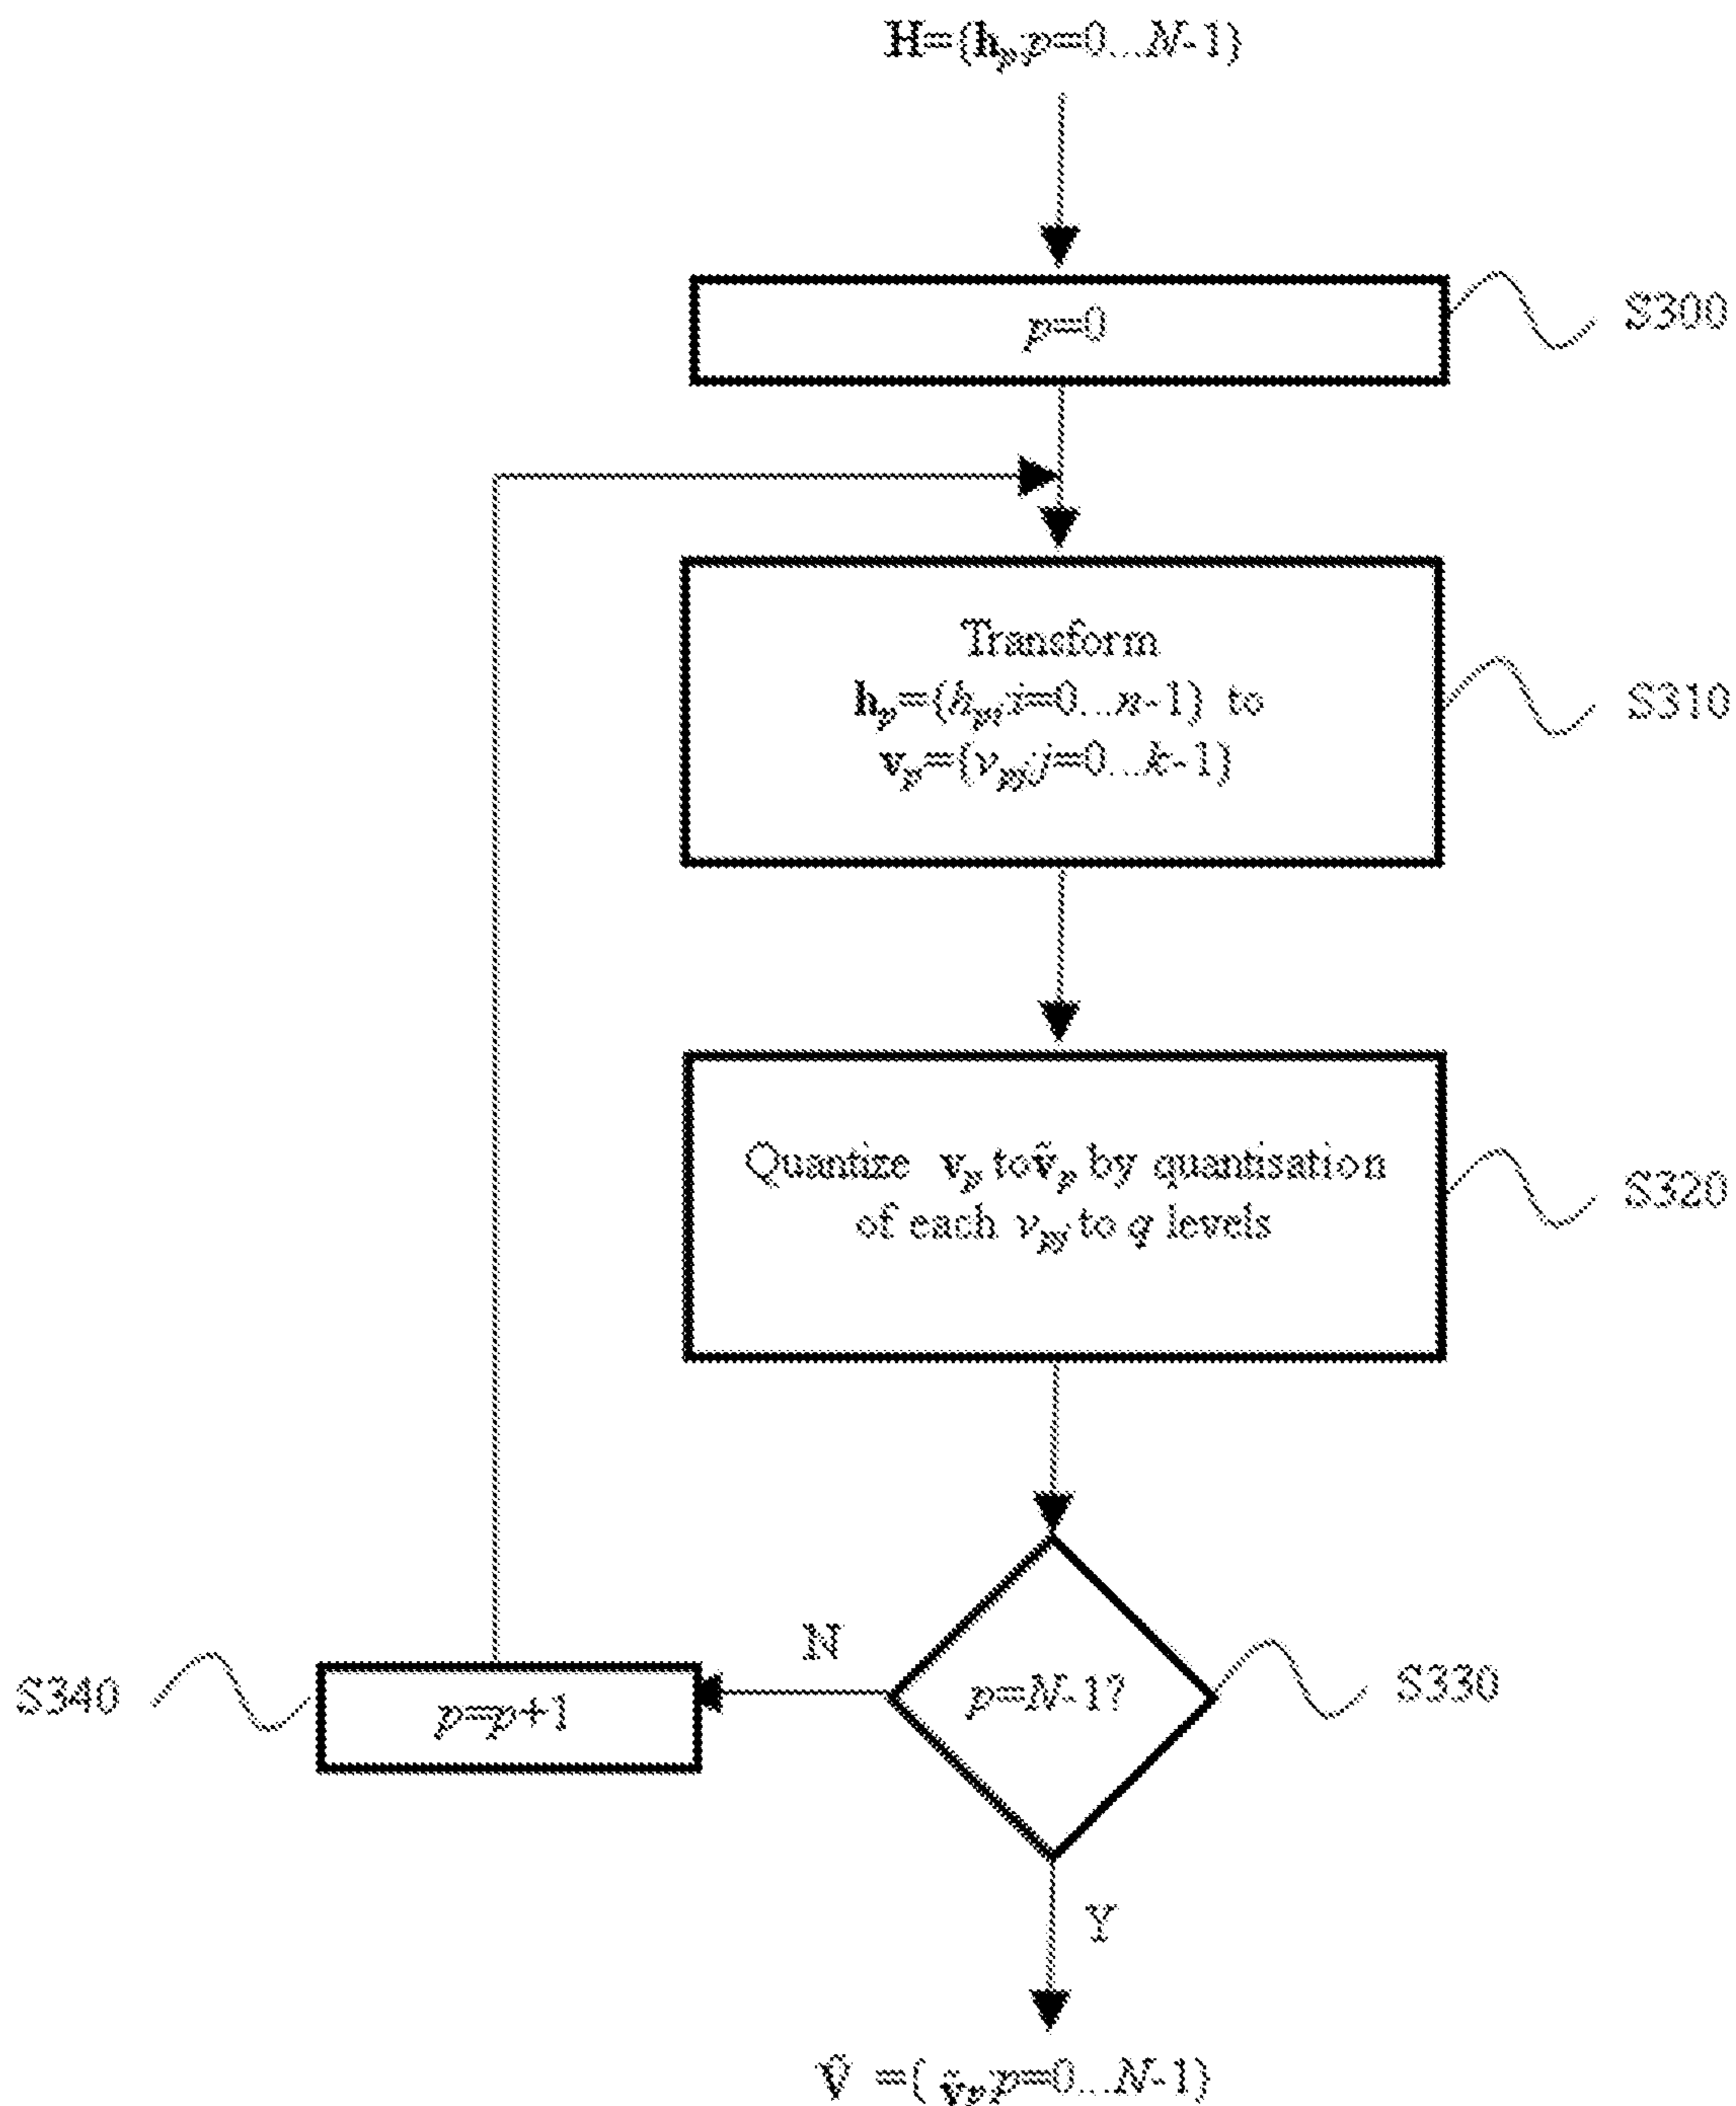 H=(hp;p=0...N-1)
p=0
S300
Transform
hp=(hpi;i=0...n-1) to
vp=(vpj;j=0...k-1)
S310
Quantize vp to v̂p by quantisation
of each vpj to q levels
S320
p=N-1?
S330
N
p=p+1
S340
Y
V̂ =( v̂p;p=0...N-1)